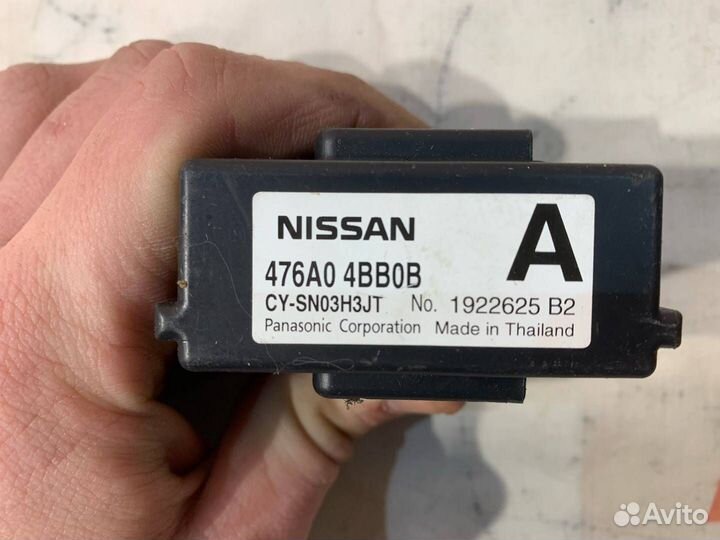 NISSAN
A
476A0 4BB0B
CY-SN03H3JT No. 1922625 B2
Panasonic Corporation Made in Thailand
Avito